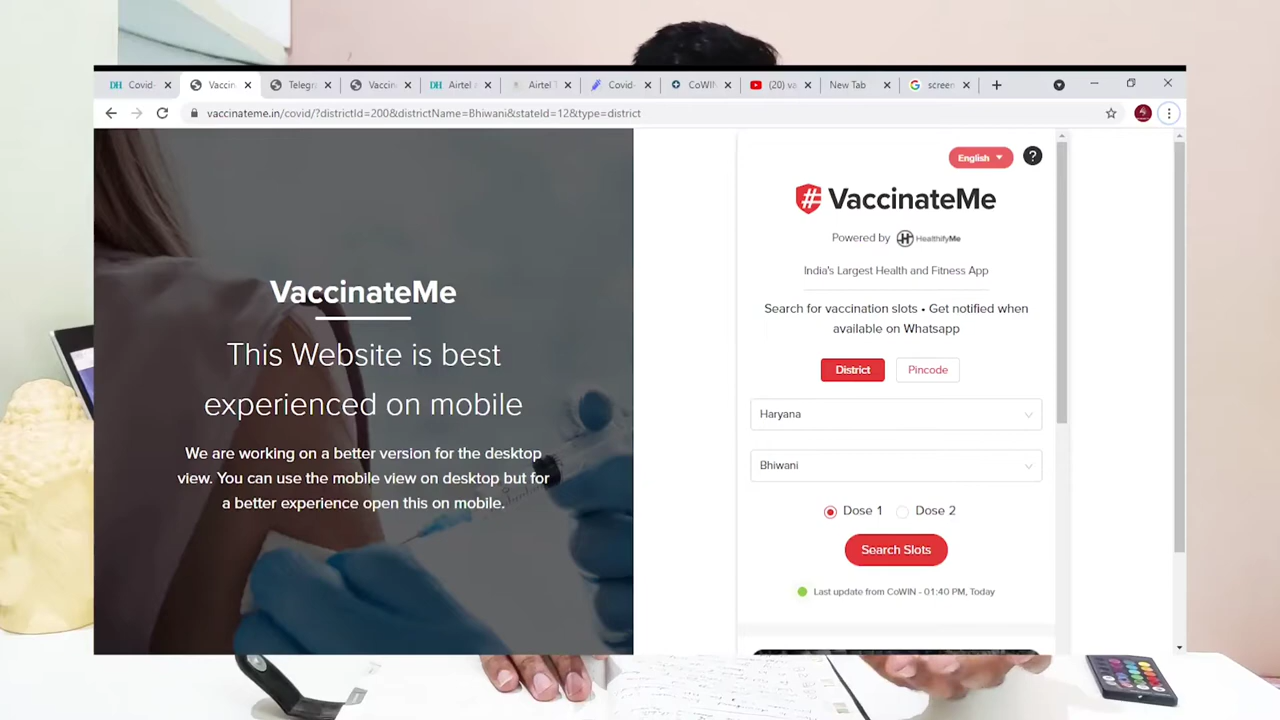 Covid-
Vaccin
Telegra
Vaccin
Airtel
Airtel
Covid-
CoWIN
(20) va
New Tab
screen
vaccinateme.in/covid/?districtId=200&districtName=Bhiwani&stateId=12&type=district
VaccinateMe
This Website is best
experienced on mobile
We are working on a better version for the desktop
view. You can use the mobile view on desktop but for
a better experience open this on mobile.
English
# VaccinateMe
Powered by HealthifyMe
India's Largest Health and Fitness App
Search for vaccination slots • Get notified when
available on Whatsapp
District Pincode
Haryana
Bhiwani
Dose 1 Dose 2
Search Slots
Last update from CoWIN - 01:40 PM, Today